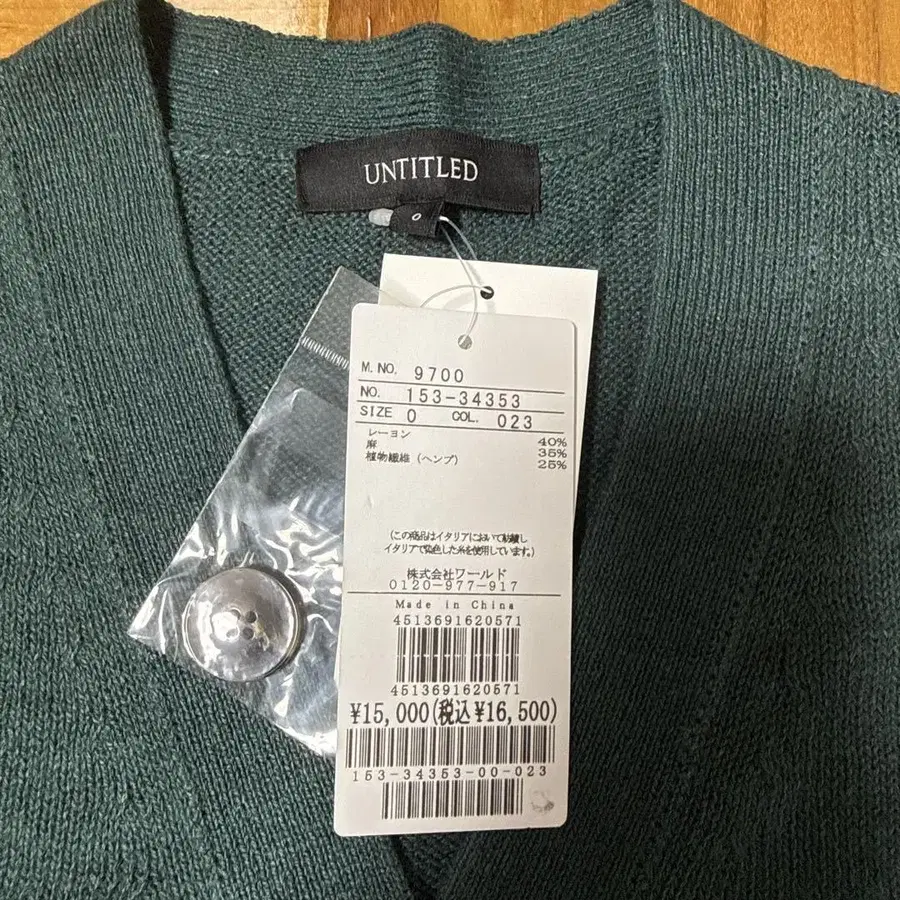 UNTITLED
0
M. NO. 9700
NO. 153-34353
SIZE 0 COL. 023
レーヨン 40%
麻 35%
植物繊維 (ヘンプ) 25%
(この商品はイタリアにおいて紡績し
イタリアで染色した糸を使用しています。)
株式会社ワールド
0120-977-917
Made in China
4513691620571
4513691620571
¥15,000(税込¥16,500)
153-34353-00-023